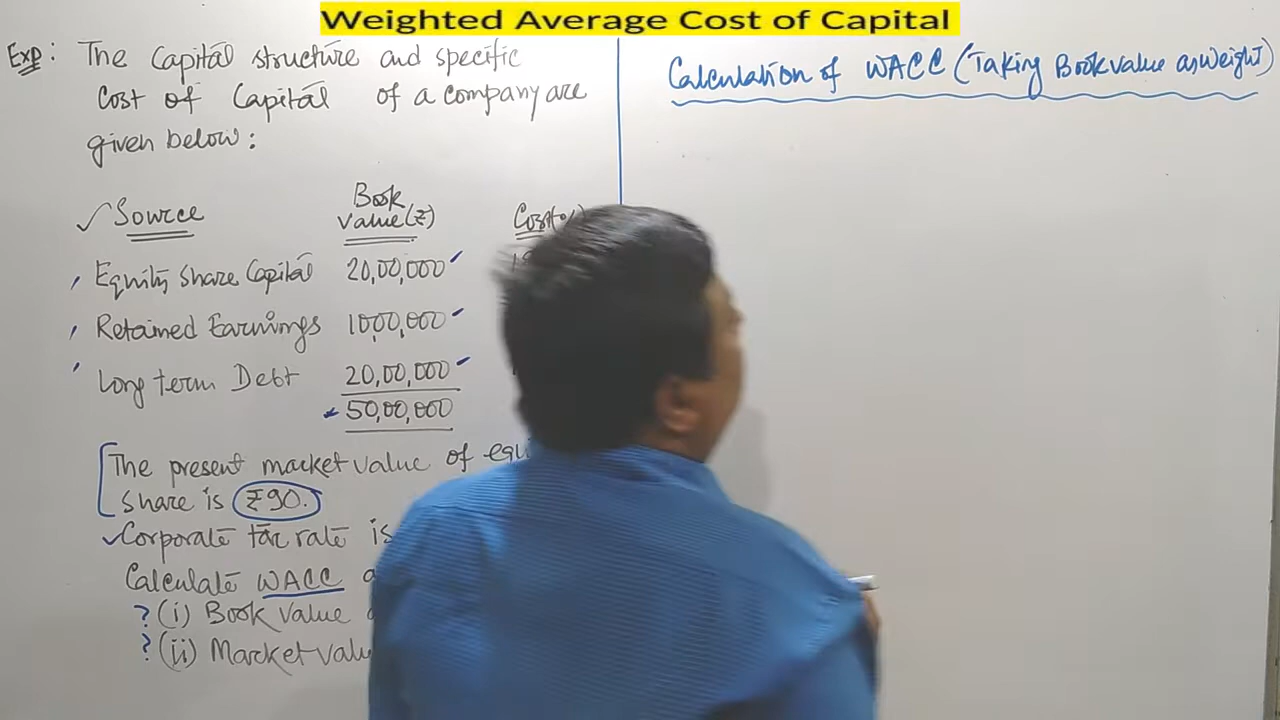 Weighted Average Cost of Capital
Exp: The Capital structure and specific
Cost of Capital of a company are
given below:
Source Book Value(₹) Cost(%)
Equity Share Capital 20,00,000
Retained Earnings 10,00,000
Long term Debt 20,00,000
50,00,000
The present market value of
share is ₹90.
Corporate tax rate is
Calculate WACC
? (i) Book Value
? (ii) Market
Calculation of WACC (Taking Book value as weight)